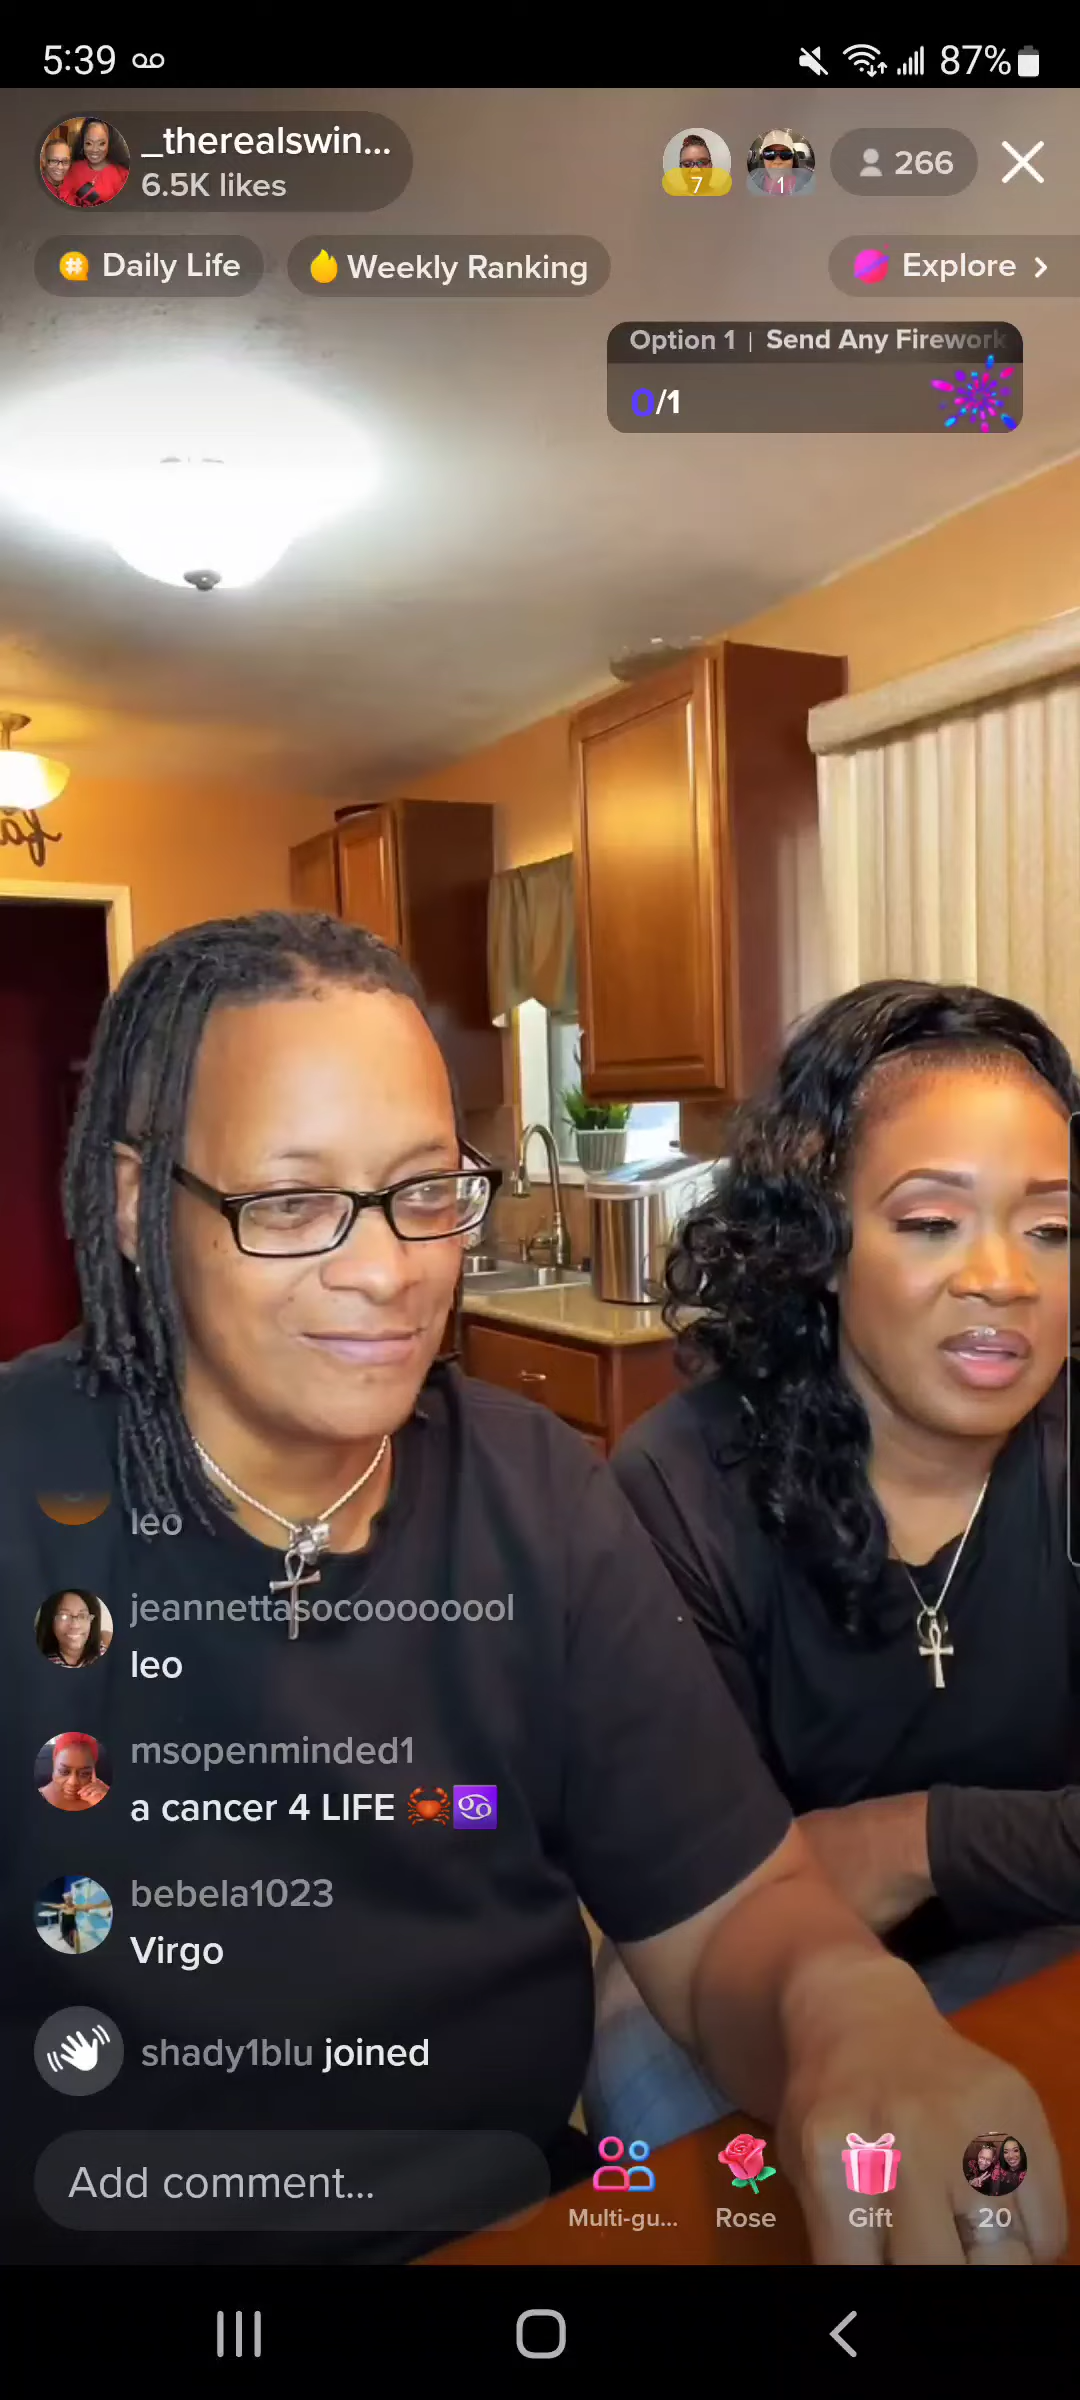 5:39
87%
_therealswin...
6.5K likes
7
1
266
Daily Life
Weekly Ranking
Explore
Option 1 | Send Any Firework
0/1
leo
jeannettasocoooooool
leo
msopenminded1
a cancer 4 LIFE 🦀♋
bebela1023
Virgo
shady1blu joined
Add comment...
Multi-gu...
Rose
Gift
20